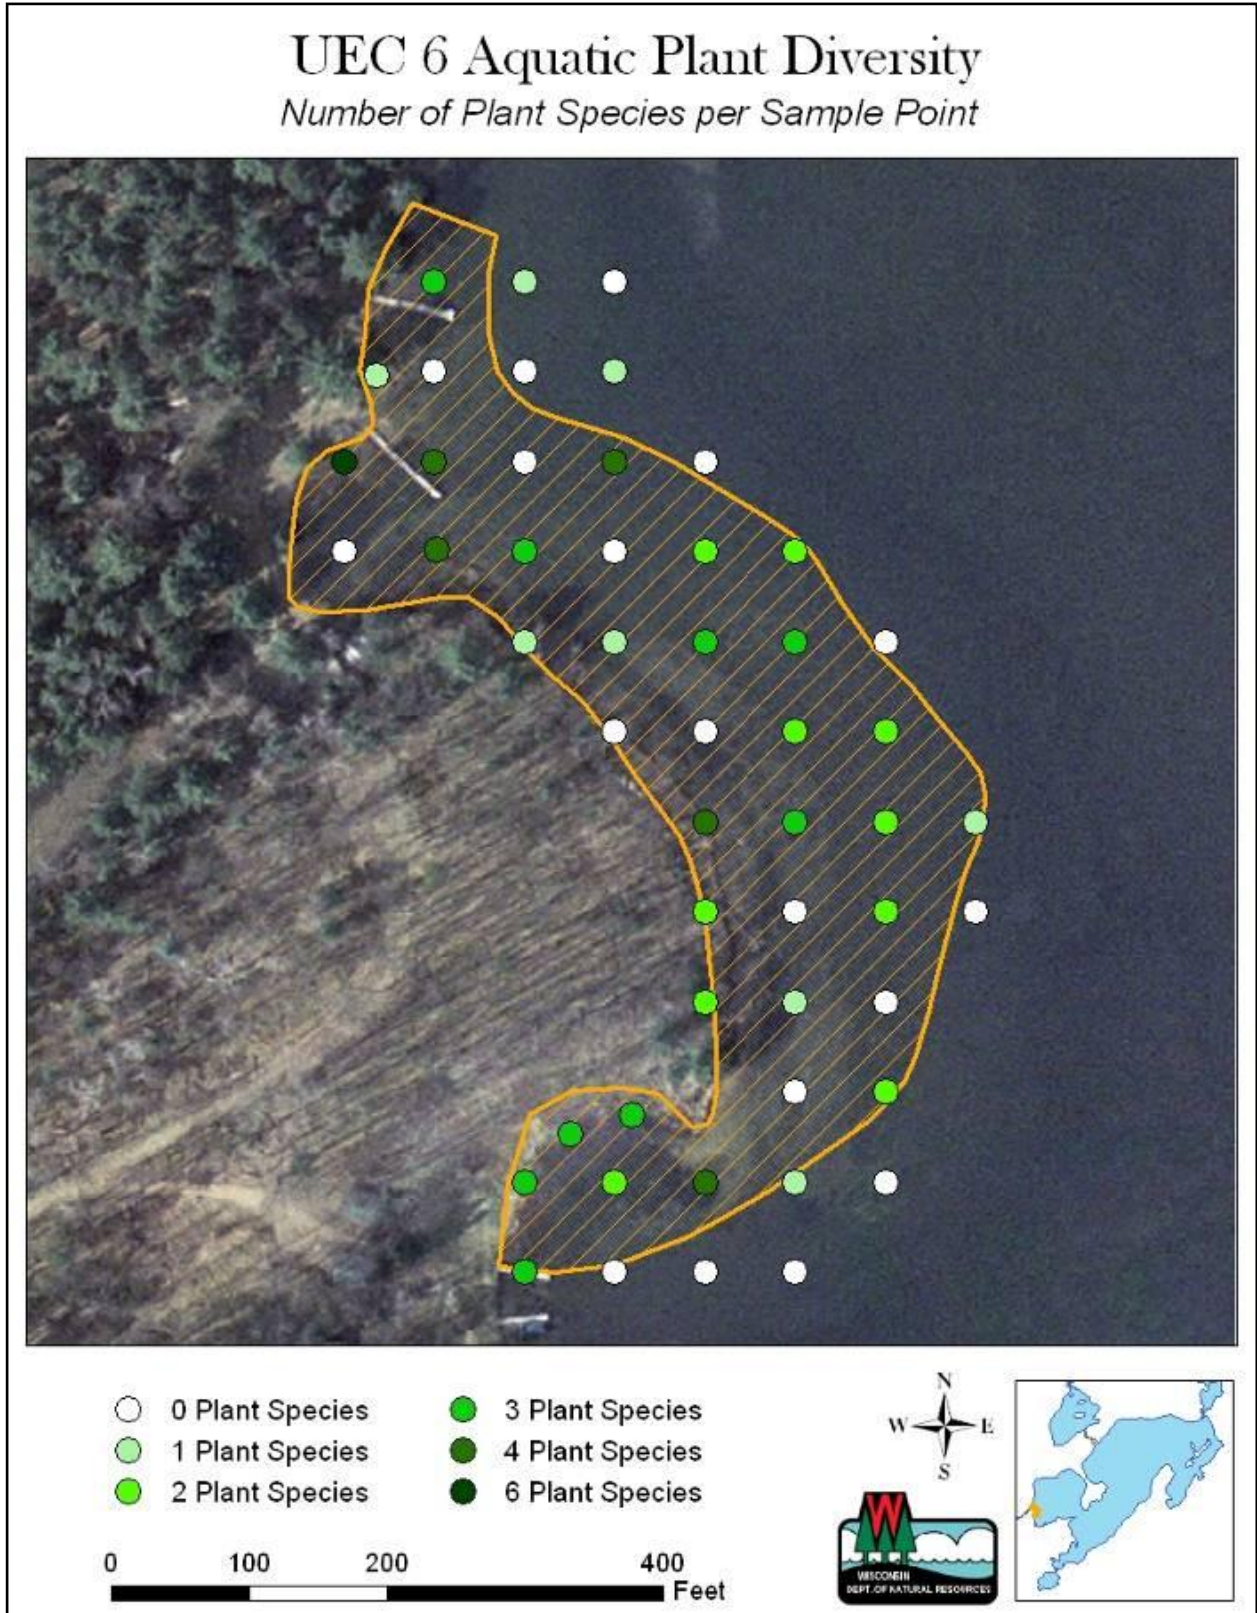 UEC 6 Aquatic Plant Diversity
Number of Plant Species per Sample Point
0 Plant Species
1 Plant Species
2 Plant Species
3 Plant Species
4 Plant Species
6 Plant Species
0 100 200 400
Feet
N
W E
S
W
WISCONSIN
DEPT. OF NATURAL RESOURCES